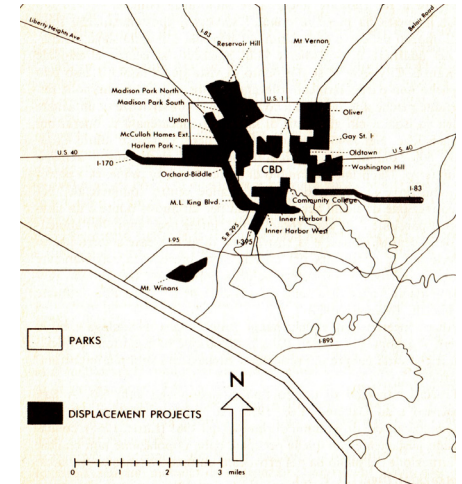 Liberty Heights Ave.
I-83
Reservoir Hill
Mt Vernon
Belair Road
Madison Park North
Madison Park South
U.S. 1
Upton
Oliver
McCulloh Homes Ext.
Gay St. I
Harlem Park
U.S. 40
Oldtown
U.S. 40
I-170
CBD
Washington Hill
Orchard-Biddle
I-83
M.L. King Blvd.
Community College
Inner Harbor I
S.R 295
I-395
Inner Harbor West
I-95
Mt. Winans
I-895
PARKS
N
DISPLACEMENT PROJECTS
0 1 2 3 miles